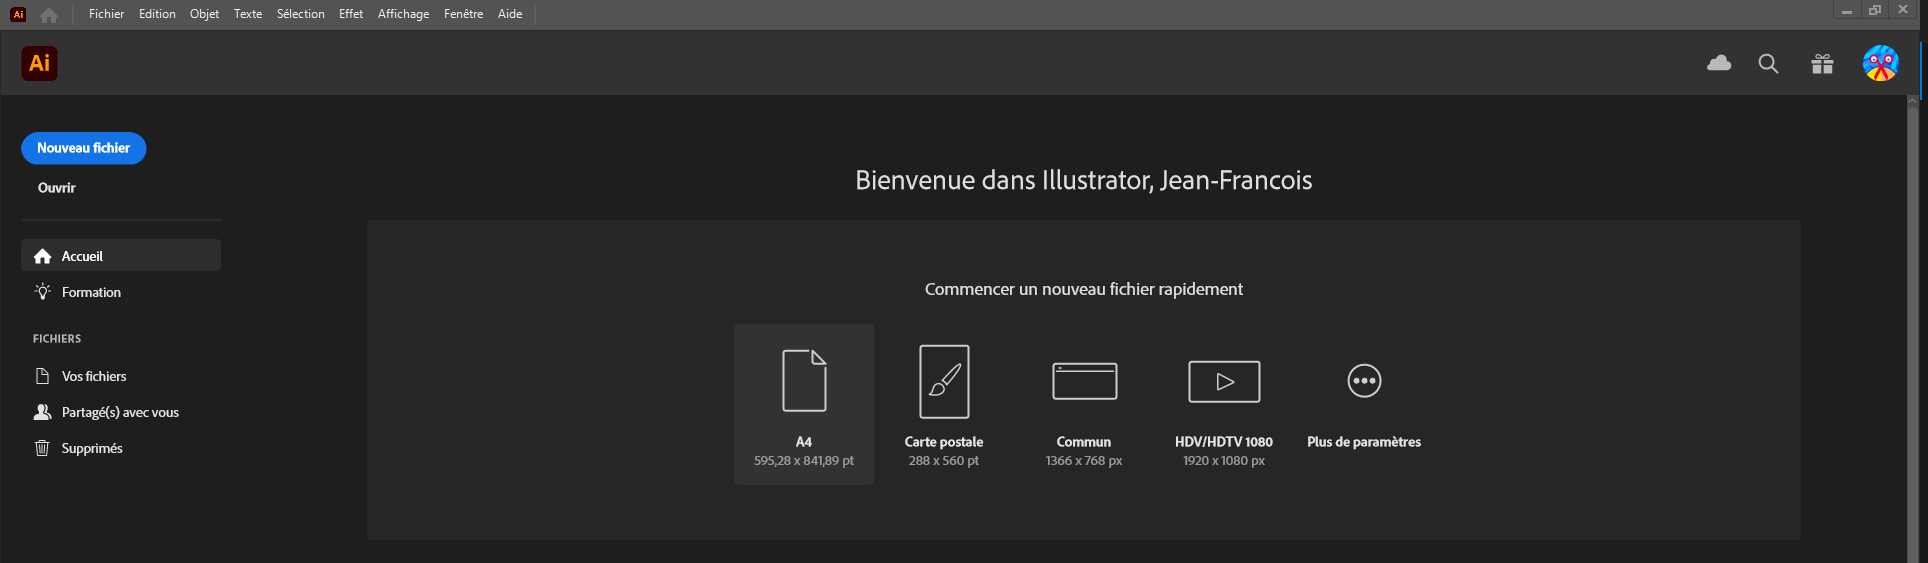 Ai Fichier Edition Objet Texte Sélection Effet Affichage Fenêtre Aide
Ai
Nouveau fichier
Ouvrir
Accueil
Formation
FICHIERS
Vos fichiers
Partagé(s) avec vous
Supprimés
Bienvenue dans Illustrator, Jean-Francois
Commencer un nouveau fichier rapidement
A4
595,28 x 841,89 pt
Carte postale
288 x 560 pt
Commun
1366 x 768 px
HDV/HDTV 1080
1920 x 1080 px
Plus de paramètres